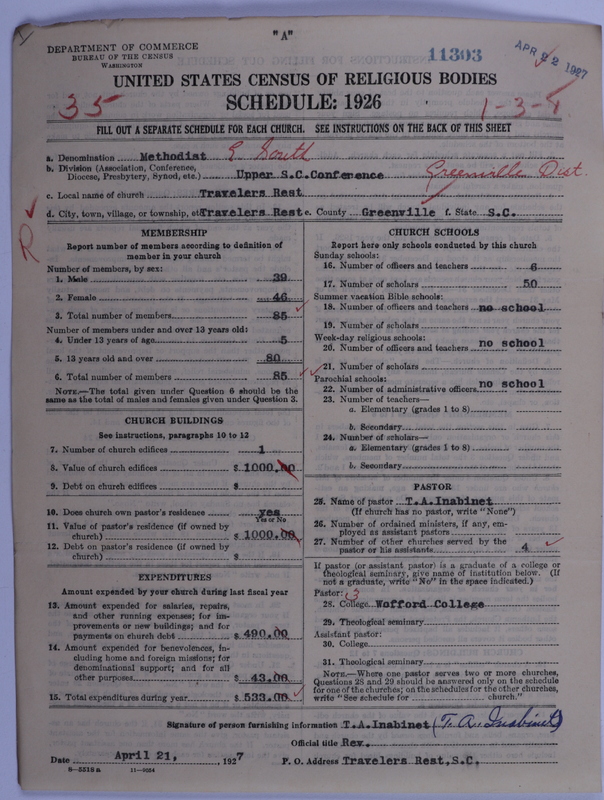 "A"
DEPARTMENT OF COMMERCE
BUREAU OF THE CENSUS
WASHINGTON
11303
APR 22 1927
UNITED STATES CENSUS OF RELIGIOUS BODIES
SCHEDULE: 1926
35
1-3-1
FILL OUT A SEPARATE SCHEDULE FOR EACH CHURCH. SEE INSTRUCTIONS ON THE BACK OF THIS SHEET
a. Denomination Methodist E South
b. Division (Association, Conference, Diocese, Presbytery, Synod, etc.) Upper S.C.Conference Greenville Dist.
c. Local name of church Travelers Rest
d. City, town, village, or township, etc. Travelers Rest e. County Greenville f. State S.C.
R
MEMBERSHIP
Report number of members according to definition of
member in your church
Number of members, by sex:
1. Male 39
2. Female 46
3. Total number of members 85
Number of members under and over 13 years old:
4. Under 13 years of age 5
5. 13 years old and over 80
6. Total number of members 85
NOTE.—The total given under Question 6 should be the
same as the total of males and females given under Question 3.
CHURCH BUILDINGS
See instructions, paragraphs 10 to 12
7. Number of church edifices 1
8. Value of church edifices $ 1000.00
9. Debt on church edifices $
10. Does church own pastor's residence yes
Yes or No
11. Value of pastor's residence (if owned by
church) $ 1000.00
12. Debt on pastor's residence (if owned by
church) $
EXPENDITURES
Amount expended by your church during last fiscal year
13. Amount expended for salaries, repairs,
and other running expenses; for im-
provements or new buildings; and for
payments on church debt $ 490.00
14. Amount expended for benevolences, in-
cluding home and foreign missions; for
denominational support; and for all
other purposes $ 43.00
15. Total expenditures during year $ 533.00
CHURCH SCHOOLS
Report here only schools conducted by this church
Sunday schools:
16. Number of officers and teachers 6
17. Number of scholars 50
Summer vacation Bible schools:
18. Number of officers and teachers no school
19. Number of scholars
Week-day religious schools:
20. Number of officers and teachers no school
21. Number of scholars
Parochial schools:
22. Number of administrative officers no school
23. Number of teachers—
a. Elementary (grades 1 to 8)
b. Secondary
24. Number of scholars—
a. Elementary (grades 1 to 8)
b. Secondary
PASTOR
25. Name of pastor T.A.Inabinet
(If church has no pastor, write "None")
26. Number of ordained ministers, if any, em-
ployed as assistant pastors
27. Number of other churches served by the
pastor or his assistants 4
If pastor (or assistant pastor) is a graduate of a college or
theological seminary, give name of institution below. (If
not a graduate, write "No" in the space indicated.)
Pastor: 3
28. College Wofford College
29. Theological seminary
Assistant pastor:
30. College
31. Theological seminary
NOTE.—Where one pastor serves two or more churches,
Questions 28 and 29 should be answered only on the schedule
for one of the churches; on the schedules for the other churches,
write "See schedule for church."
Signature of person furnishing information T.A.Inabinet (T. A. Inabinet)
Official title Rev.
Date April 21, 1927 P. O. Address Travelers Rest,S.C.
8-5518 a 11-9054